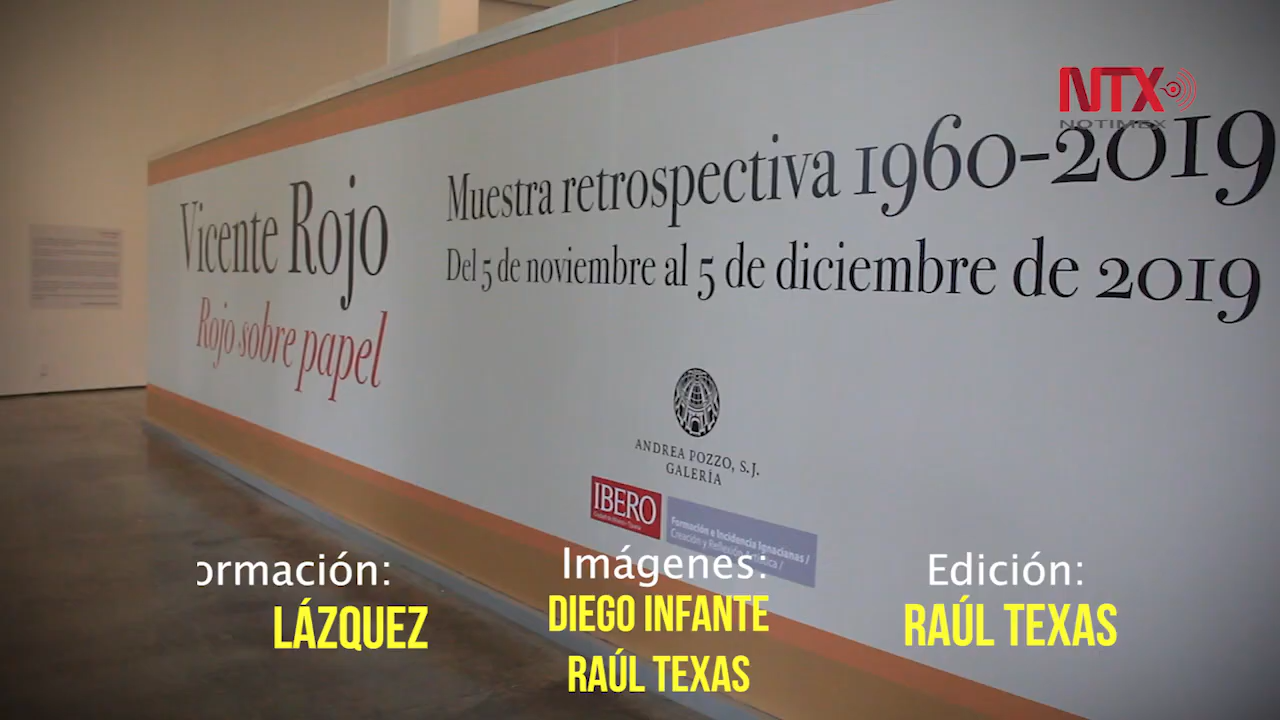 NTX
NOTIMEX
Vicente Rojo
Rojo sobre papel
Muestra retrospectiva 1960-2019
Del 5 de noviembre al 5 de diciembre de 2019
ANDREA POZZO, S.J.
GALERÍA
IBERO
Formación e Incidencia Ignacianas /
Creación y
ormación:
LÁZQUEZ
Imágenes:
DIEGO INFANTE
RAÚL TEXAS
Edición:
RAÚL TEXAS